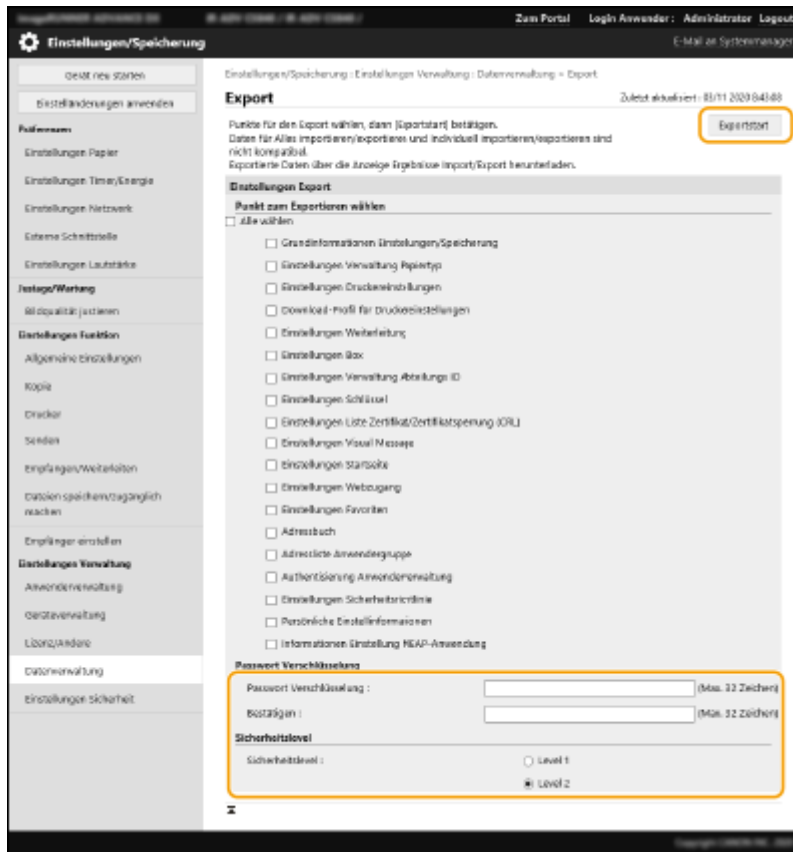 Zum Portal Login Anwender : Administrator Logout
Einstellungen/Speicherung
E-Mail an Systemmanager
Gerät neu starten
Einstelländerungen anwenden
Präferenzen
Einstellungen Papier
Einstellungen Timer/Energie
Einstellungen Netzwerk
Externe Schnittstelle
Einstellungen Lautstärke
Justage/Wartung
Bildqualität justieren
Einstellungen Funktion
Allgemeine Einstellungen
Kopie
Drucker
Senden
Empfangen/Weiterleiten
Dateien speichern/zugänglich
machen
Empfänger einstellen
Einstellungen Verwaltung
Anwenderverwaltung
Geräteverwaltung
Lizenz/Andere
Datenverwaltung
Einstellungen Sicherheit
Einstellungen/Speicherung : Einstellungen Verwaltung : Datenverwaltung > Export
Export
Zuletzt aktualisiert : 03/11 2020 8:43:08
Punkte für den Export wählen, dann [Exportstart] betätigen.
Daten für Alles importieren/exportieren und Individuell importieren/exportieren sind
nicht kompatibel.
Exportierte Daten über die Anzeige Ergebnisse Import/Export herunterladen.
Exportstart
Einstellungen Export
Punkt zum Exportieren wählen
Alle wählen
Grundinformationen Einstellungen/Speicherung
Einstellungen Verwaltung Papiertyp
Einstellungen Druckereinstellungen
Download-Profil für Druckereinstellungen
Einstellungen Weiterleitung
Einstellungen Box
Einstellungen Verwaltung Abteilungs ID
Einstellungen Schlüssel
Einstellungen Liste Zertifikat/Zertifikatsperrung (CRL)
Einstellungen Visual Message
Einstellungen Startseite
Einstellungen Webzugang
Einstellungen Favoriten
Adressbuch
Adressliste Anwendergruppe
Authentisierung Anwenderverwaltung
Einstellungen Sicherheitsrichtlinie
Persönliche Einstellinformaionen
Informationen Einstellung MEAP-Anwendung
Passwort Verschlüsselung
Passwort Verschlüsselung :
(Max. 32 Zeichen)
Bestätigen :
(Max. 32 Zeichen)
Sicherheitslevel
Sicherheitslevel :
Level 1
Level 2